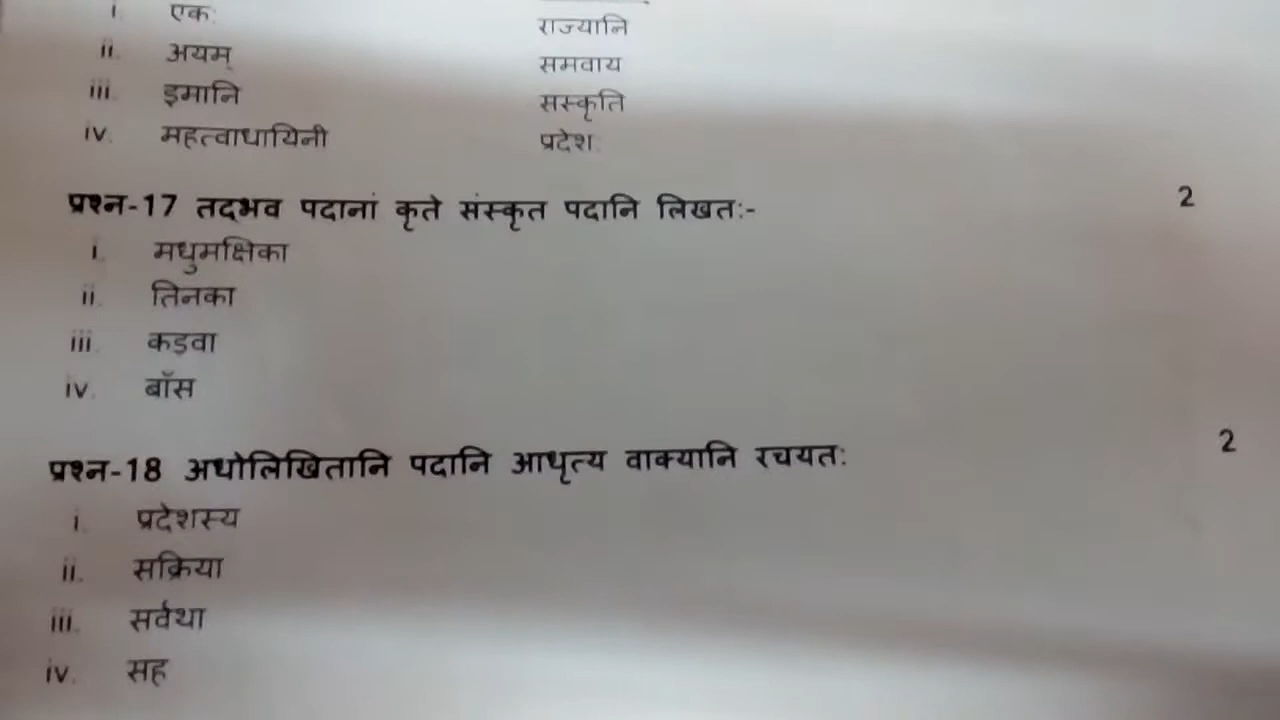 i. एक: राज्यानि
ii. अयम् समवाय
iii. इमानि सस्कृति
iv. महत्वाधायिनी प्रदेश:
प्रश्न-17 तदभव पदानां कृते संस्कृत पदानि लिखत:- 2
i. मधुमक्षिका
ii. तिनका
iii. कड़वा
iv. बॉस
प्रश्न-18 अधोलिखितानि पदानि आधृत्य वाक्यानि रचयत: 2
i. प्रदेशस्य
ii. सक्रिया
iii. सर्वथा
iv. सह